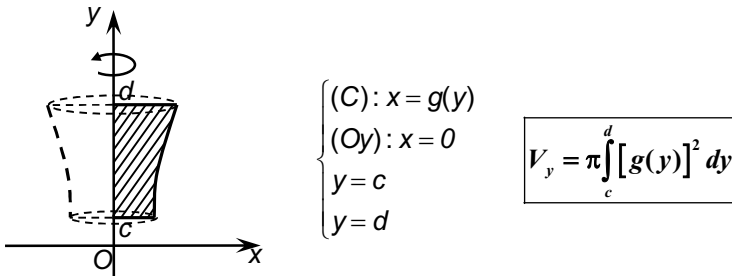 y
d
c
O
x
(C): x = g(y)
(Oy): x = 0
y = c
y = d
V_y = π∫_c^d [g(y)]² dy